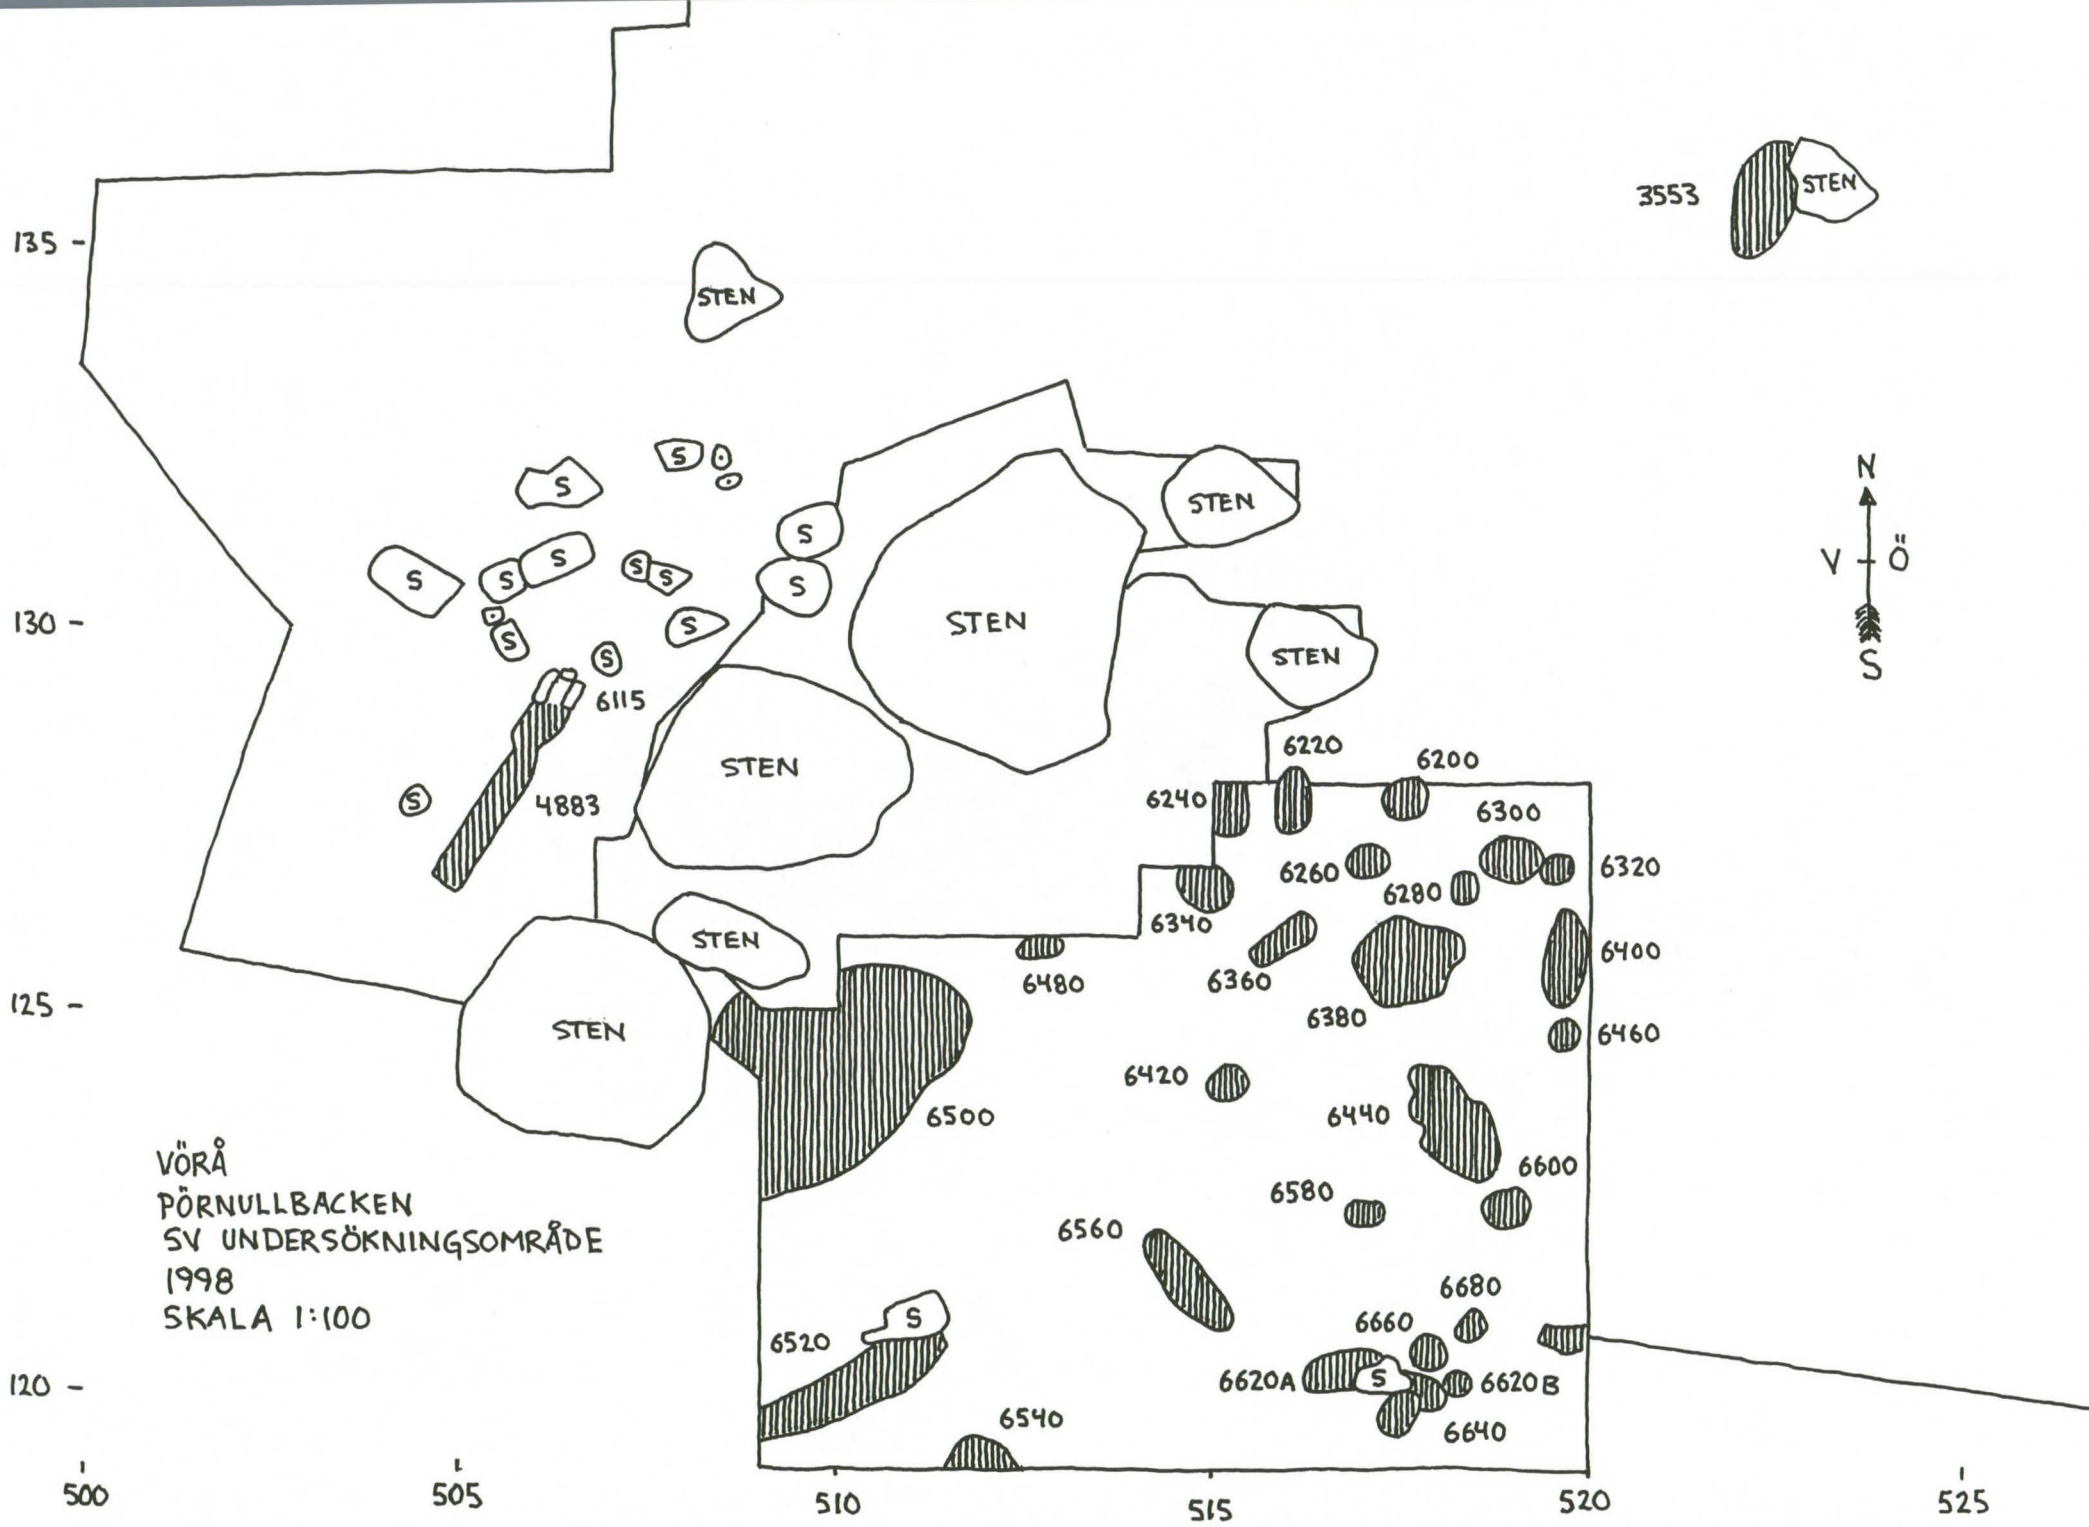 3553
STEN
135
STEN
N
S
S
STEN
S
V
Ö
S
S
S
S
S
S
S
130
STEN
S
S
STEN
S
S
6115
6220
STEN
6200
S
4883
6240
6300
6260
6320
6280
6340
STEN
6400
6360
6480
125
6380
STEN
6460
6420
6500
6440
VÖRÅ
PÖRNULLBACKEN
SV UNDERSÖKNINGSOMRÅDE
1998
SKALA 1:100
6600
6580
6560
6680
S
6660
6520
120
6620A
S
6620B
6540
6640
500
505
510
515
520
525